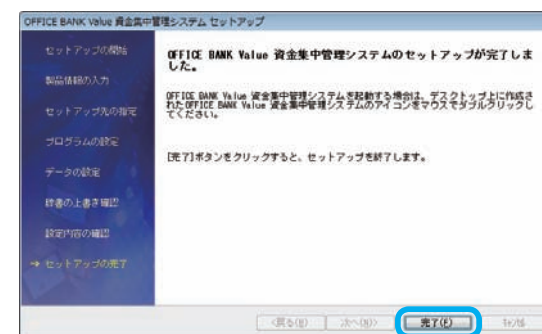 OFFICE BANK Value 資金集中管理システム セットアップ
セットアップの開始
製品情報の入力
セットアップ先の指定
プログラムの設定
データの設定
辞書の上書き確認
設定内容の確認
→ セットアップの完了
OFFICE BANK Value 資金集中管理システムのセットアップが完了しま
した。
OFFICE BANK Value 資金集中管理システムを起動する場合は、デスクトップ上に作成さ
れたOFFICE BANK Value 資金集中管理システムのアイコンをマウスでダブルクリックし
てください。
[完了]ボタンをクリックすると、セットアップを終了します。
<戻る(B) 次へ(N)> 完了(F) キャンセル